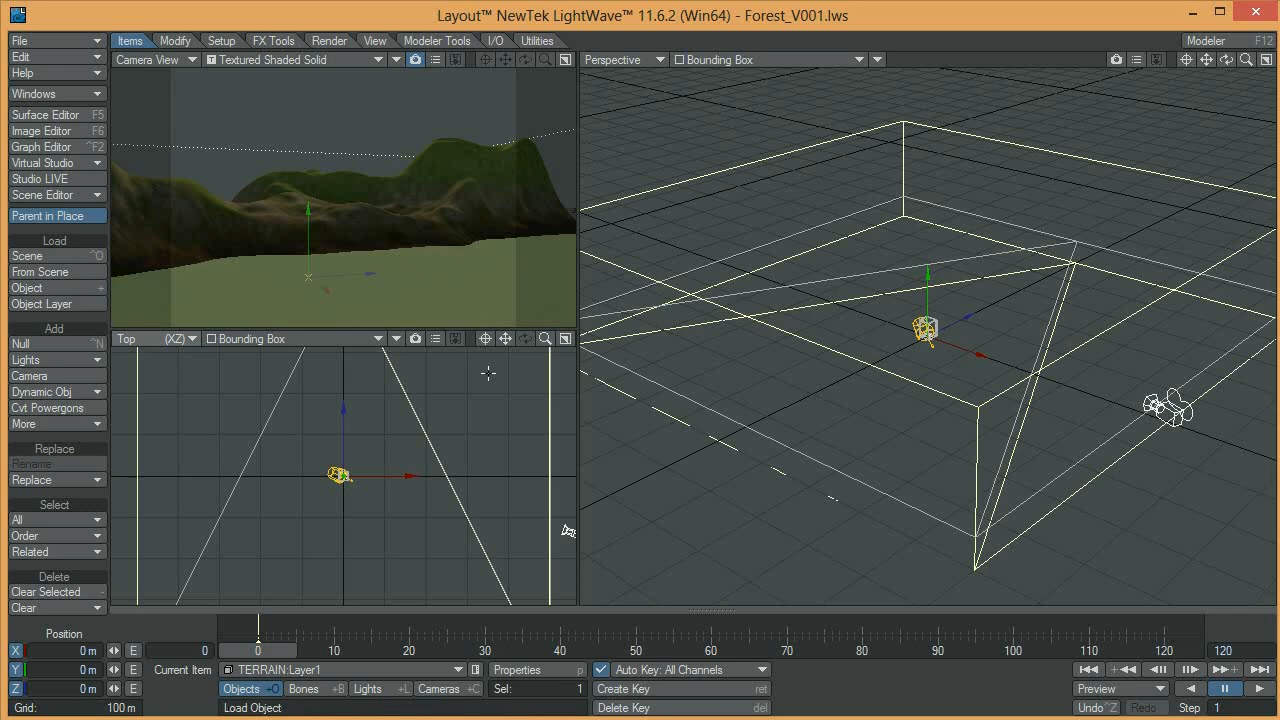 Layout™ NewTek LightWave™ 11.6.2 (Win64) - Forest_V001.lws
File
Edit
Help
Windows
Surface Editor F5
Image Editor F6
Graph Editor ^F2
Virtual Studio
Studio LIVE
Scene Editor
Parent in Place
Load
Scene ^O
From Scene
Object +
Object Layer
Add
Null ^N
Lights
Camera
Dynamic Obj
Cvt Powergons
More
Replace
Rename
Replace
Select
All
Order
Related
Delete
Clear Selected -
Clear
Items Modify Setup FX Tools Render View Modeler Tools I/O Utilities Modeler F12
Camera View T Textured Shaded Solid
Perspective Bounding Box
Top (XZ) Bounding Box
Position
X 0 m E 0
Y 0 m E
Z 0 m E
Grid: 100 m
0 10 20 30 40 50 60 70 80 90 100 110 120 120
Current Item TERRAIN:Layer1 Properties p Auto Key: All Channels
Objects +O Bones +B Lights +L Cameras +C Sel: 1 Create Key ret Preview
Load Object Delete Key del Undo ^Z Redo Step 1